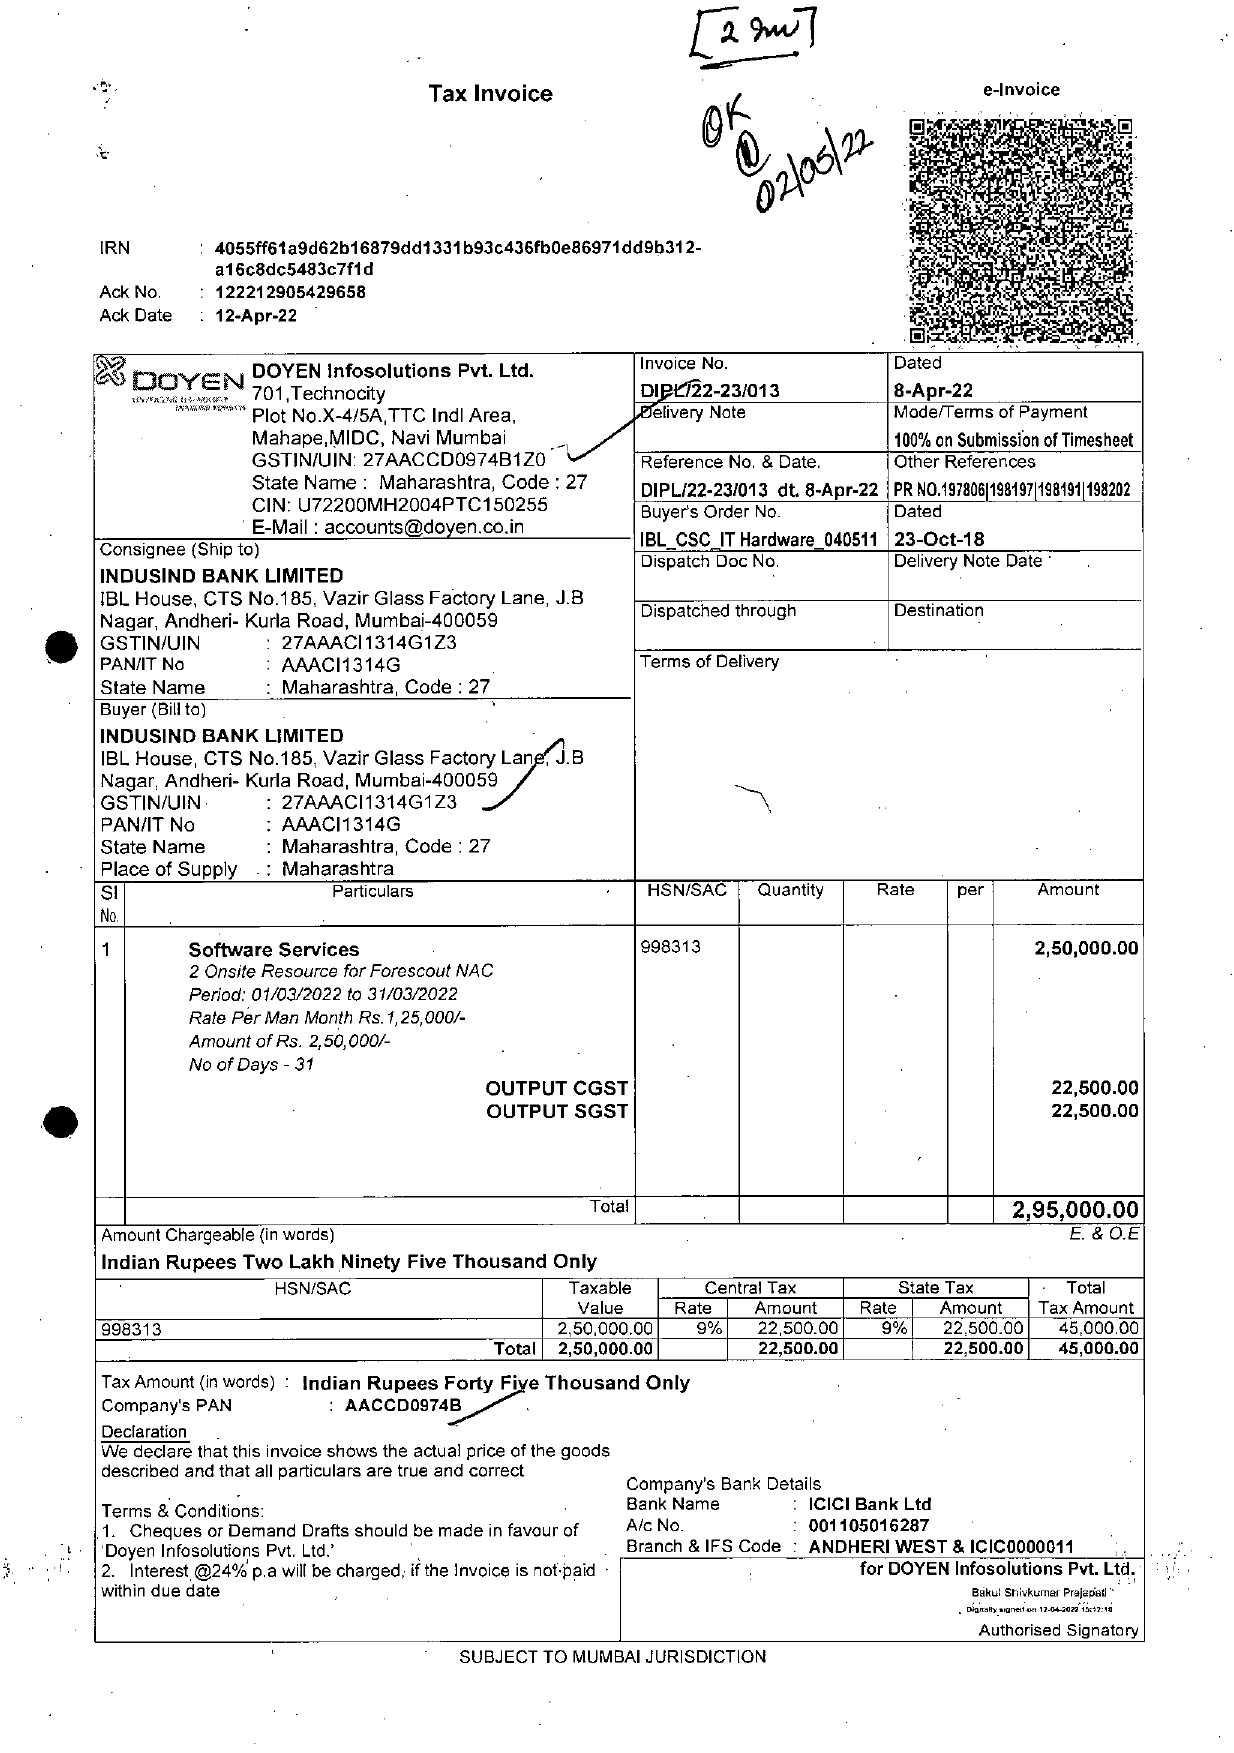 Tax Invoice
e-Invoice
OK
02/05/22
IRN : 4055ff61a9d62b16879dd1331b93c436fb0e86971dd9b312-
a16c8dc5483c7f1d
Ack No. : 122212905429658
Ack Date : 12-Apr-22
DOYEN
DOYEN Infosolutions Pvt. Ltd.
701,Technocity
Plot No.X-4/5A,TTC Indl Area,
Mahape,MIDC, Navi Mumbai
GSTIN/UIN: 27AACCD0974B1Z0
State Name : Maharashtra, Code : 27
CIN: U72200MH2004PTC150255
E-Mail : accounts@doyen.co.in
Invoice No.
DIPL/22-23/013
Dated
8-Apr-22
Delivery Note
Mode/Terms of Payment
100% on Submission of Timesheet
Reference No. & Date.
DIPL/22-23/013 dt. 8-Apr-22
Other References
PR NO.197806|198197|198191|198202
Buyer's Order No.
IBL_CSC_IT Hardware_040511
Dated
23-Oct-18
Dispatch Doc No.
Delivery Note Date
Dispatched through
Destination
Terms of Delivery
Consignee (Ship to)
INDUSIND BANK LIMITED
IBL House, CTS No.185, Vazir Glass Factory Lane, J.B
Nagar, Andheri- Kurla Road, Mumbai-400059
GSTIN/UIN : 27AAACI1314G1Z3
PAN/IT No : AAACI1314G
State Name : Maharashtra, Code : 27
Buyer (Bill to)
INDUSIND BANK LIMITED
IBL House, CTS No.185, Vazir Glass Factory Lane, J.B
Nagar, Andheri- Kurla Road, Mumbai-400059
GSTIN/UIN : 27AAACI1314G1Z3
PAN/IT No : AAACI1314G
State Name : Maharashtra, Code : 27
Place of Supply : Maharashtra
Sl No. Particulars HSN/SAC Quantity Rate per Amount
1 Software Services 998313 2,50,000.00
2 Onsite Resource for Forescout NAC
Period: 01/03/2022 to 31/03/2022
Rate Per Man Month Rs.1,25,000/-
Amount of Rs. 2,50,000/-
No of Days - 31
OUTPUT CGST 22,500.00
OUTPUT SGST 22,500.00
Total 2,95,000.00
Amount Chargeable (in words) E. & O.E
Indian Rupees Two Lakh Ninety Five Thousand Only
HSN/SAC Taxable Central Tax State Tax Total
Value Rate Amount Rate Amount Tax Amount
998313 2,50,000.00 9% 22,500.00 9% 22,500.00 45,000.00
Total 2,50,000.00 22,500.00 22,500.00 45,000.00
Tax Amount (in words) : Indian Rupees Forty Five Thousand Only
Company's PAN : AACCD0974B
Declaration
We declare that this invoice shows the actual price of the goods
described and that all particulars are true and correct
Terms & Conditions:
1. Cheques or Demand Drafts should be made in favour of
'Doyen Infosolutions Pvt. Ltd.'
2. Interest @24% p.a will be charged, if the Invoice is not paid
within due date
Company's Bank Details
Bank Name : ICICI Bank Ltd
A/c No. : 001105016287
Branch & IFS Code : ANDHERI WEST & ICIC0000011
for DOYEN Infosolutions Pvt. Ltd.
Bakul Shivkumar Prajapati
Digitally signed on 12-04-2022 15:12:18
Authorised Signatory
SUBJECT TO MUMBAI JURISDICTION